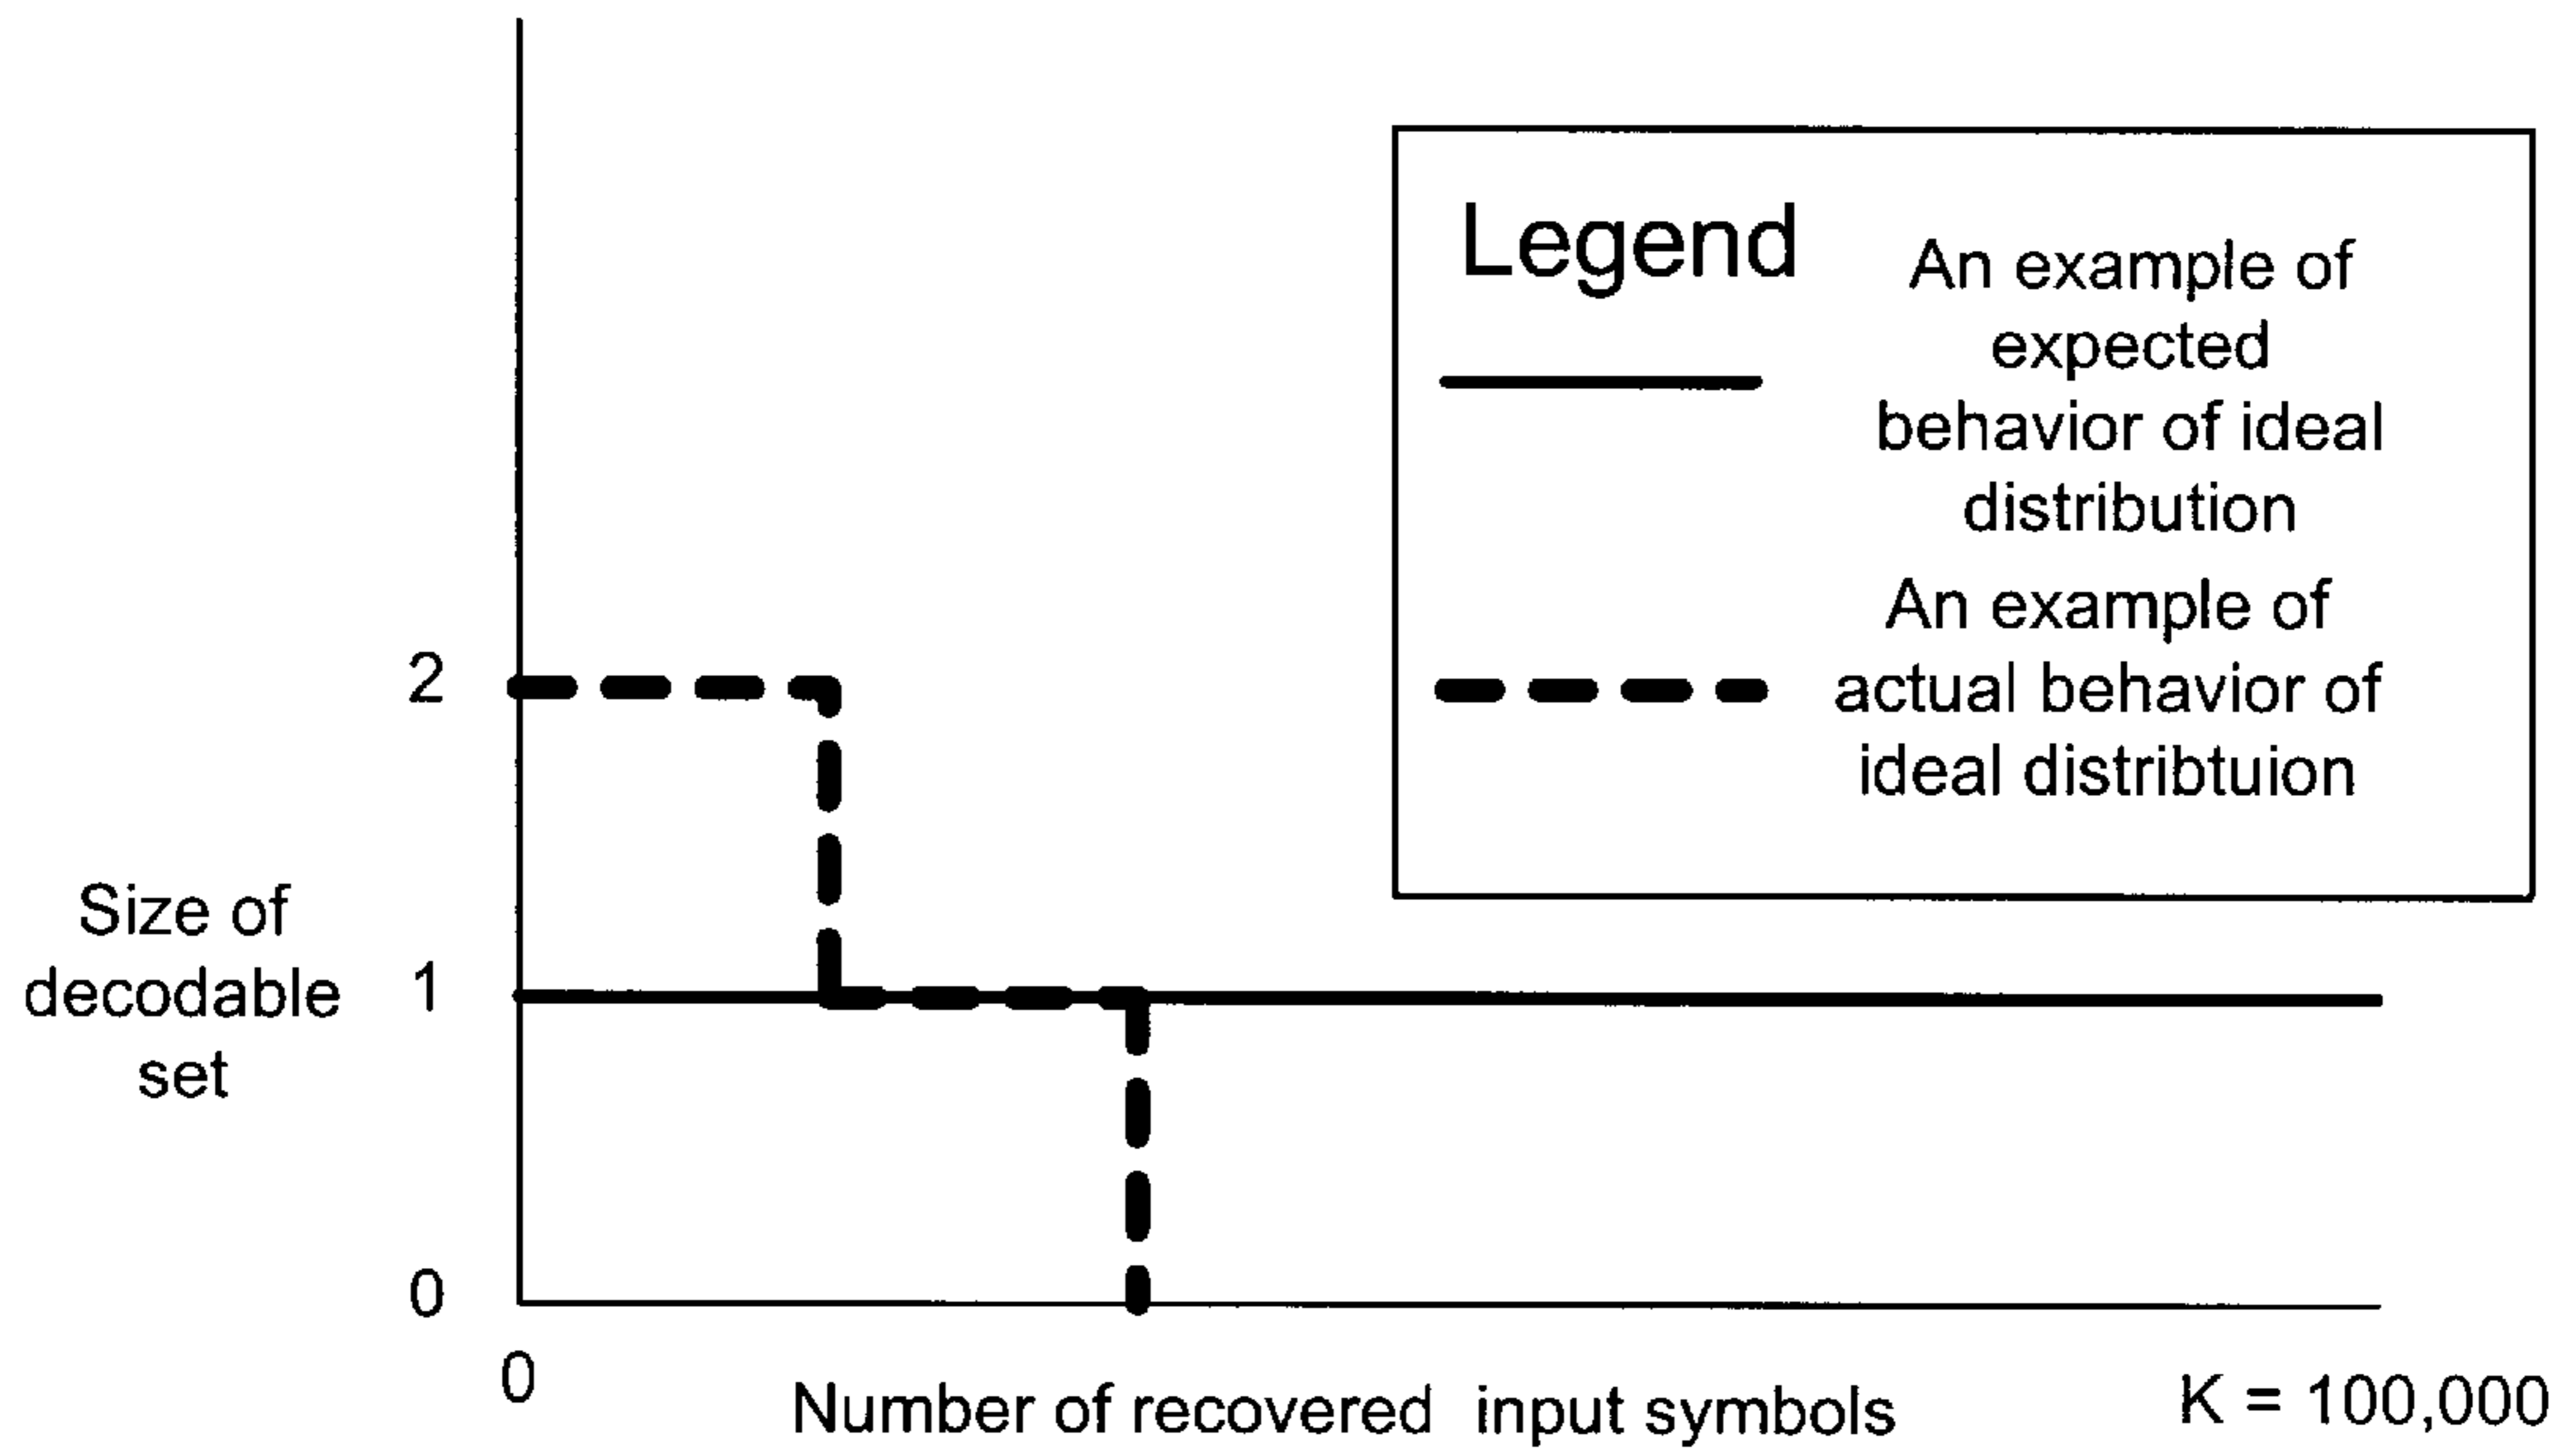 Legend
An example of
expected
behavior of ideal
distribution
An example of
actual behavior of
ideal distribtuion
2
1
0
Size of
decodable
set
0
Number of recovered input symbols
K = 100,000